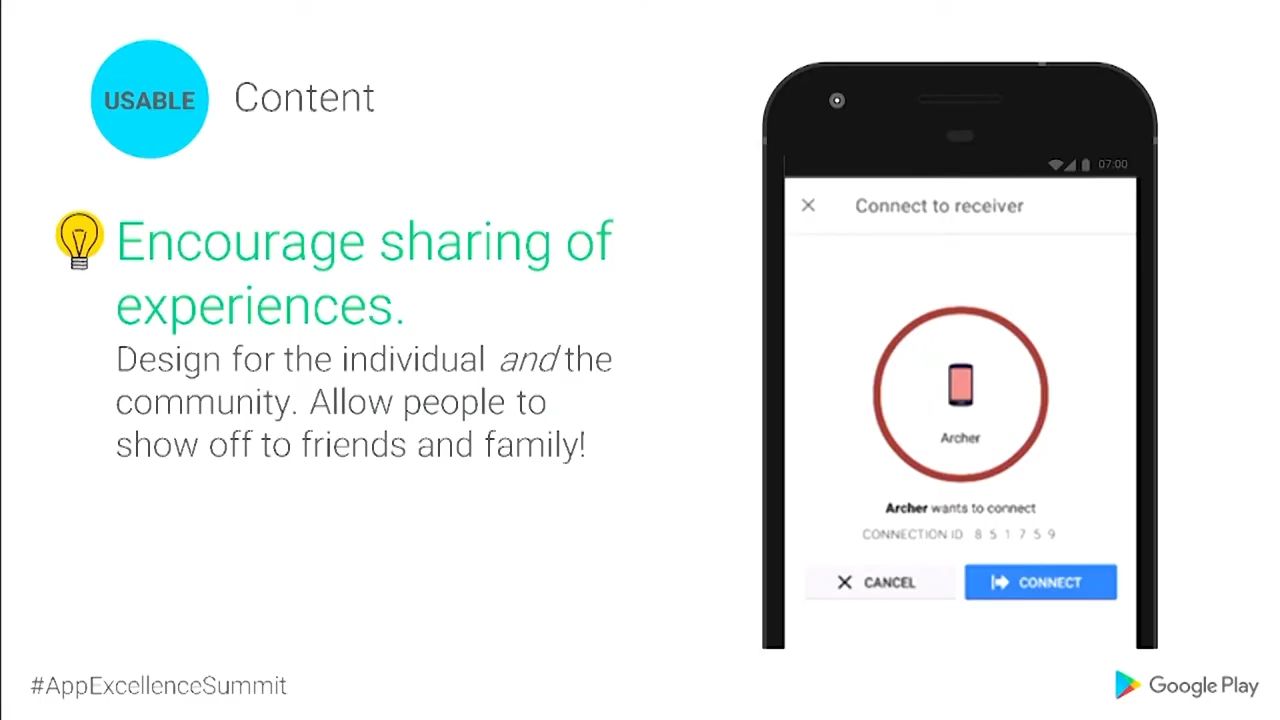 USABLE
Content
Encourage sharing of
experiences.
Design for the individual and the
community. Allow people to
show off to friends and family!
07:00
Connect to receiver
Archer
Archer wants to connect
CONNECTION ID 8 5 1 7 5 9
CANCEL
CONNECT
#AppExcellenceSummit
Google Play